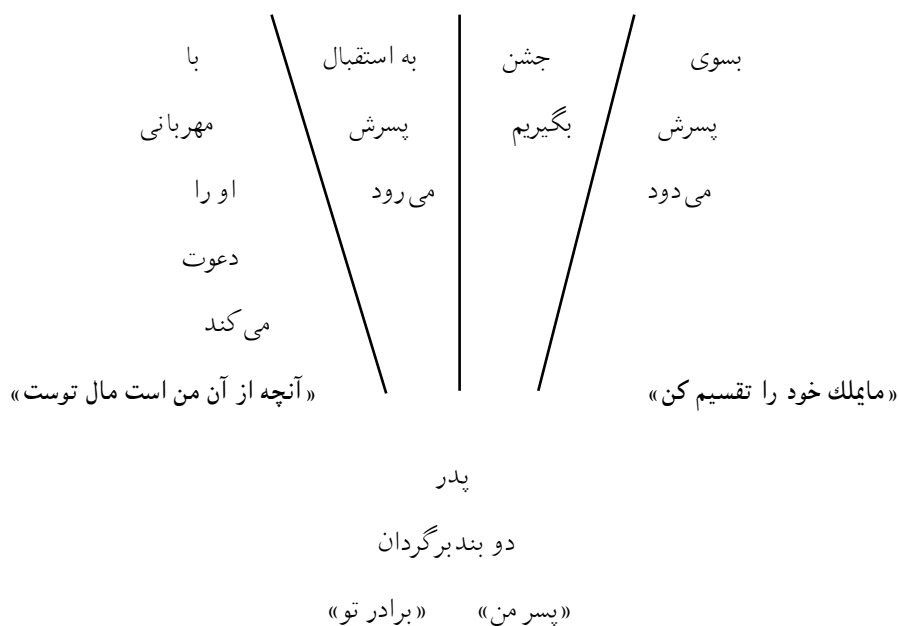 بسوی جشن به استقبال با
پسرش بگیریم پسرش مهربانی
می‌دود می‌رود او را
دعوت
می‌کند
«مایملك خود را تقسیم کن» «آنچه از آن من است مال توست»
پدر
دو بندبرگردان
«پسر من» «برادر تو»